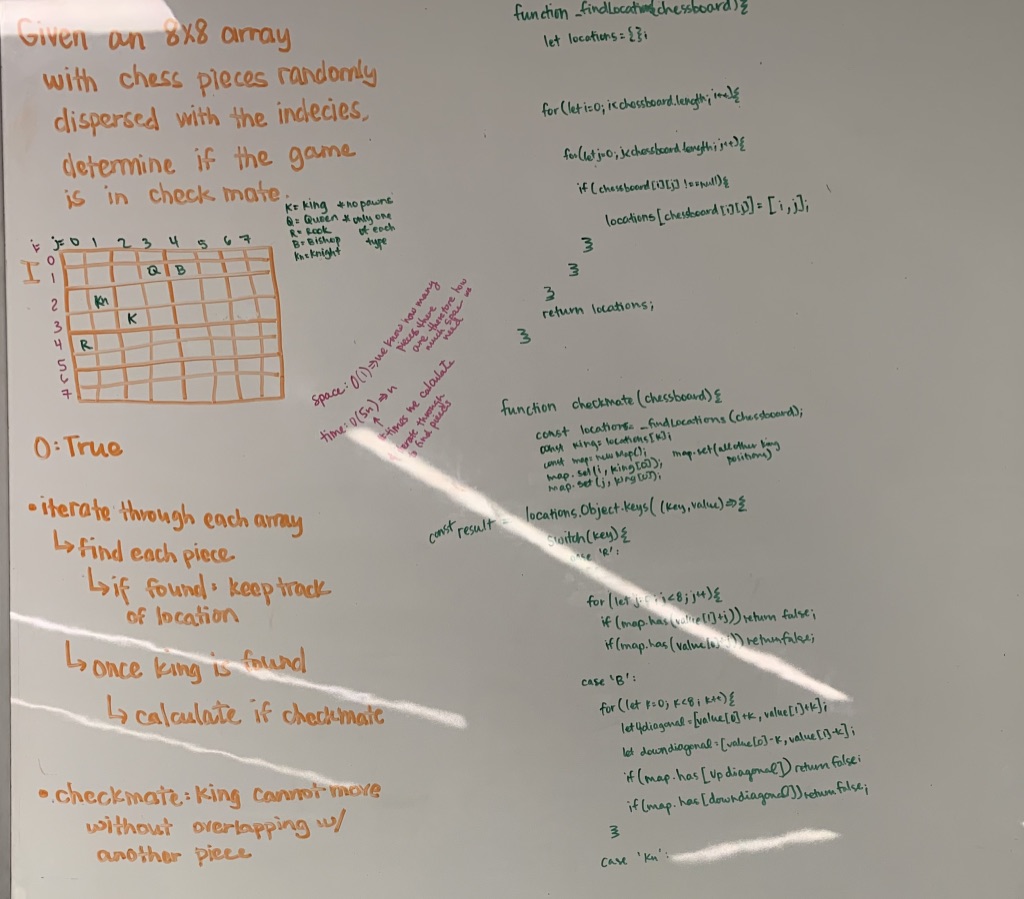 Given an 8x8 array
with chess pieces randomly
dispersed with the indecies,
determine if the game
is in check mate.
K= king *no pawns
Q= Queen *only one
R= Rook of each
B= Bishop type
Kn= knight
i= j= 0 1 2 3 4 5 6 7
0
1 Q B
2 Kn
3 K
4 R
5
6
7
O: True
• iterate through each array
↳ find each piece
↳ if found: keep track
of location
↳ once king is found
↳ calculate if checkmate
• checkmate: King cannot move
without overlapping w/
another piece
space: O(1) => we know how many
pieces there
are therefore how
much space we
need
time: O(5n) => n
↑
times we calculate
through
find pieces
function _findLocations(chessboard){
let locations = {};
for(let i=0; i<chessboard.length; i++){
for(let j=0; j<chessboard.length; j++){
if(chessboard[i][j] !== null){
locations[chessboard[i][j]] = [i,j];
}
}
}
return locations;
}
function checkmate(chessboard){
const locations = _findLocations(chessboard);
const king = locations[K];
const map = new Map();
map.set(i, king[0]);
map.set(j, king[0]);
map.set(all other king
positions)
const result = locations.Object.keys((key,value)=>{
switch(key){
case 'R':
for(let j= ;j<8; j++){
if(map.has(value[1]+j)) return false;
if(map.has(value[0] )) return false;
case 'B':
for(let k=0; k<8; k++){
let updiagonal = [value[0]+k, value[1]+k];
let downdiagonal = [value[0]-k, value[1]-k];
if(map.has[updiagonal]) return false;
if(map.has[downdiagonal]) return false;
}
case 'Kn':